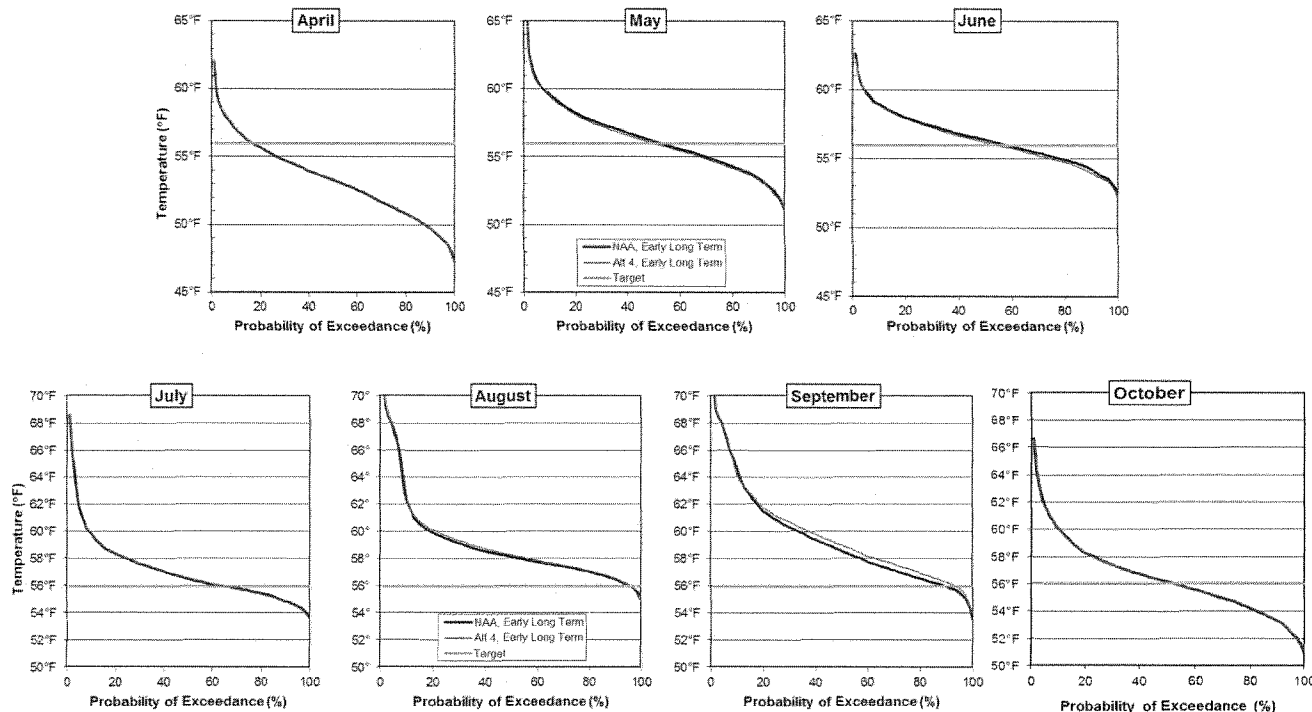 April
65°F
60°F
55°F
50°F
45°F
Temperature (°F)
0 20 40 60 80 100
Probability of Exceedance (%)
May
65°F
60°F
55°F
50°F
45°F
NAA, Early Long Term
Alt 4, Early Long Term
Target
0 20 40 60 80 100
Probability of Exceedance (%)
June
65°F
60°F
55°F
50°F
45°F
0 20 40 60 80 100
Probability of Exceedance (%)
July
70°F
68°F
66°F
64°F
62°F
60°F
58°F
56°F
54°F
52°F
50°F
Temperature (°F)
0 20 40 60 80 100
Probability of Exceedance (%)
August
70°
68°
66°
64°
62°
60°
58°
56°
54°
52°
50°
NAA, Early Long Term
Alt 4, Early Long Term
Target
0 20 40 60 80 100
Probability of Exceedance (%)
September
70°F
68°F
66°F
64°F
62°F
60°F
58°F
56°F
54°F
52°F
50°F
0 20 40 60 80 100
Probability of Exceedance (%)
October
70°F
68°F
66°F
64°F
62°F
60°F
58°F
56°F
54°F
52°F
50°F
0 20 40 60 80 100
Probability of Exceedance (%)